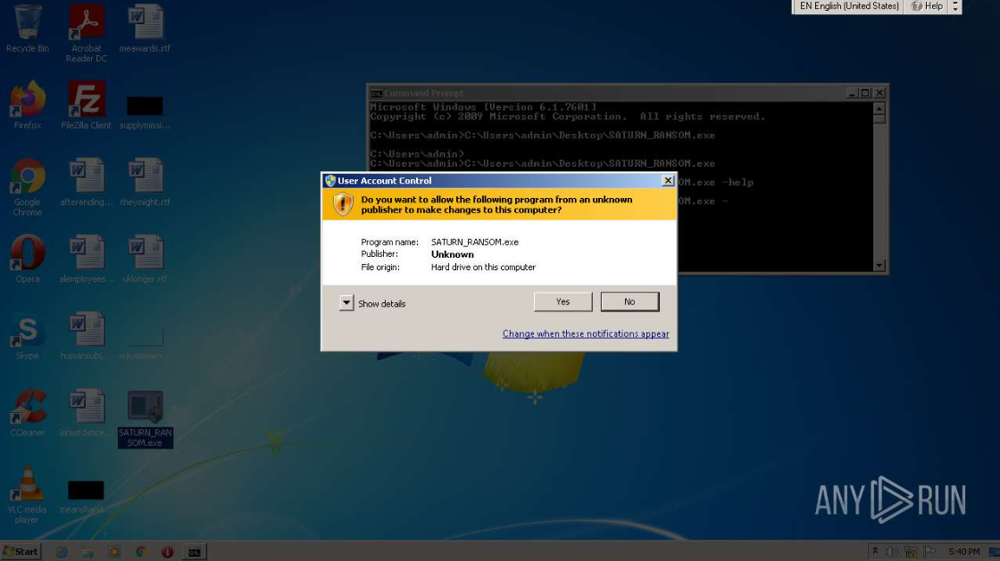 EN English (United States)
Help
Recycle Bin
Acrobat
Reader DC
meawards.rtf
Firefox
FileZilla Client
supplymissi...
Google
Chrome
afterending...
theymight.rtf
Opera
alemployees...
uklonger.rtf
Skype
humansubj...
CCleaner
latestdance...
SATURN_RAN
SOM.exe
VLC media
player
Command Prompt
Microsoft Windows [Version 6.1.7601]
Copyright (c) 2009 Microsoft Corporation.  All rights reserved.
C:\Users\admin>C:\Users\admin\Desktop\SATURN_RANSOM.exe
C:\Users\admin>
C:\Users\admin>C:\Users\admin\Desktop\SATURN_RANSOM.exe
OM.exe -help
OM.exe -
User Account Control
Do you want to allow the following program from an unknown
publisher to make changes to this computer?
Program name: SATURN_RANSOM.exe
Publisher: Unknown
File origin: Hard drive on this computer
Show details
Yes
No
Change when these notifications appear
ANY RUN
Start
5:40 PM